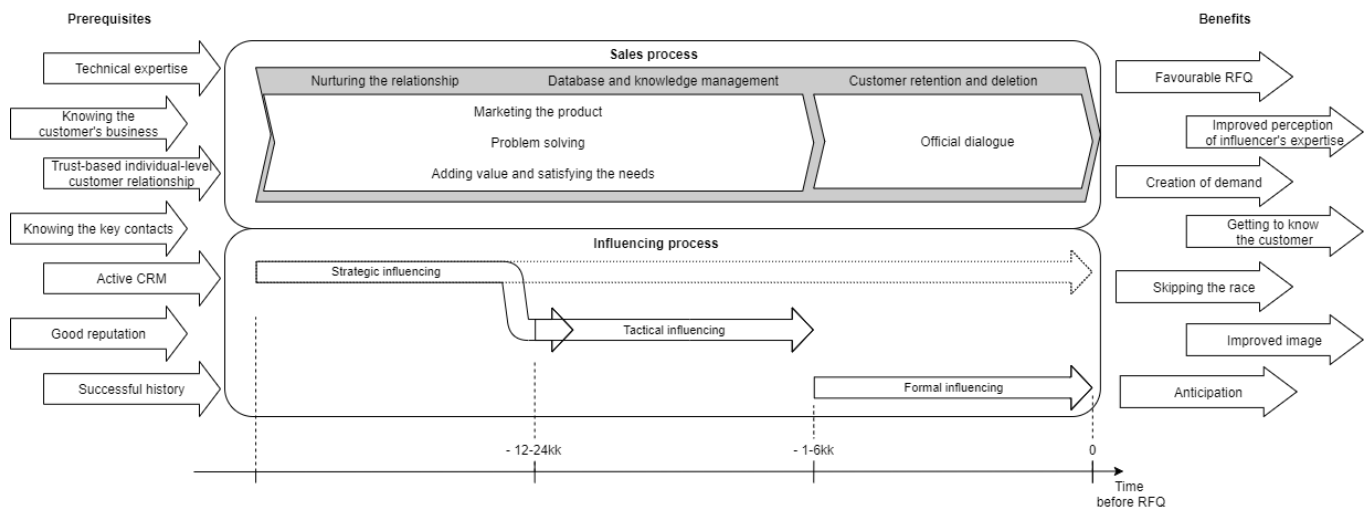 Prerequisites
Technical expertise
Knowing the
customer's business
Trust-based individual-level
customer relationship
Knowing the key contacts
Active CRM
Good reputation
Successful history
Sales process
Nurturing the relationship
Database and knowledge management
Customer retention and deletion
Marketing the product
Problem solving
Adding value and satisfying the needs
Official dialogue
Influencing process
Strategic influencing
Tactical influencing
Formal influencing
- 12-24kk
- 1-6kk
0
Time
before RFQ
Benefits
Favourable RFQ
Improved perception
of influencer's expertise
Creation of demand
Getting to know
the customer
Skipping the race
Improved image
Anticipation